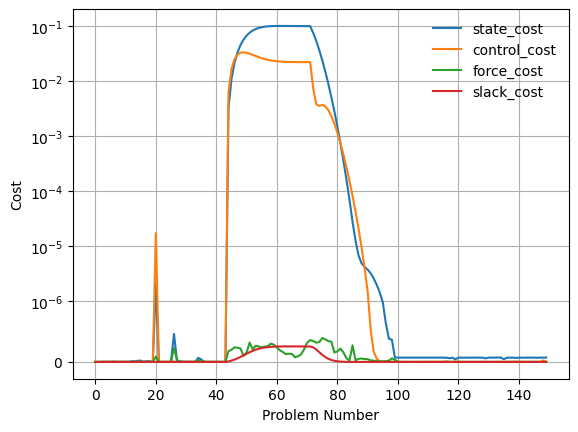 state_cost
control_cost
force_cost
slack_cost
Cost
10⁻¹
10⁻²
10⁻³
10⁻⁴
10⁻⁵
10⁻⁶
0
0 20 40 60 80 100 120 140
Problem Number